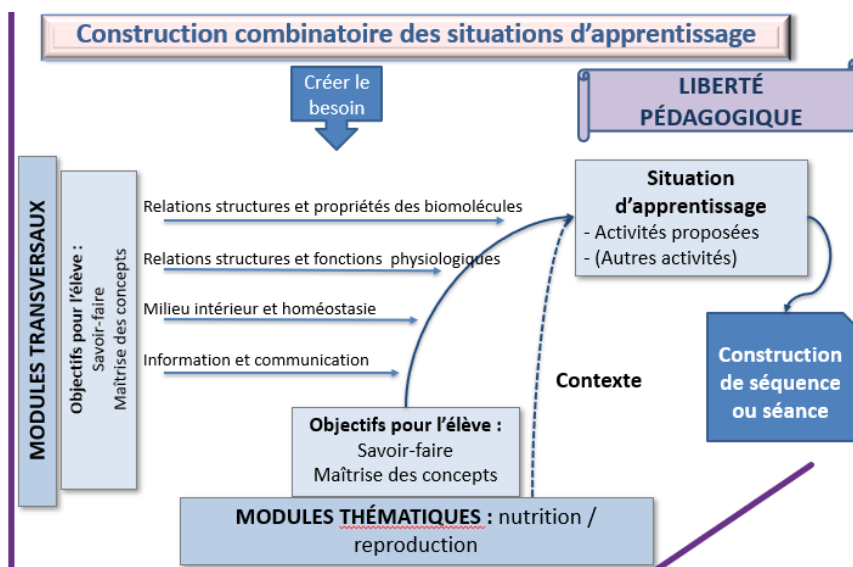 Construction combinatoire des situations d’apprentissage
Créer le
besoin
LIBERTÉ
PÉDAGOGIQUE
MODULES TRANSVERSAUX
Objectifs pour l’élève :
Savoir-faire
Maîtrise des concepts
Relations structures et propriétés des biomolécules
Relations structures et fonctions physiologiques
Milieu intérieur et homéostasie
Information et communication
Situation
d’apprentissage
- Activités proposées
- (Autres activités)
Contexte
Construction
de séquence
ou séance
Objectifs pour l’élève :
Savoir-faire
Maîtrise des concepts
MODULES THÉMATIQUES : nutrition /
reproduction